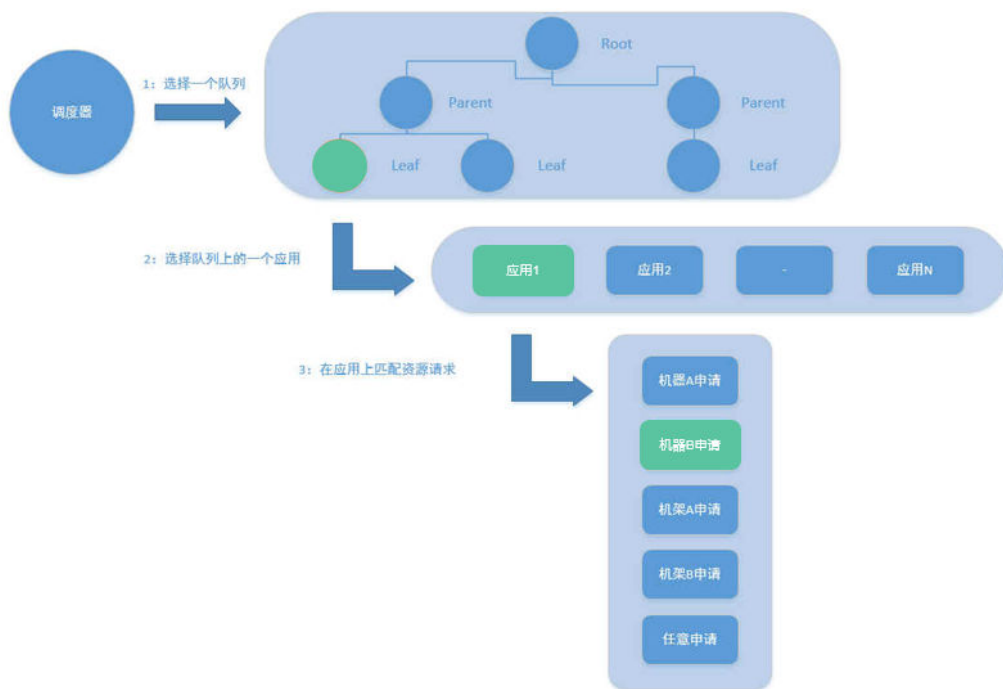 Root
1：选择一个队列
调度器
Parent
Parent
Leaf
Leaf
Leaf
2：选择队列上的一个应用
应用1
应用2
-
应用N
3：在应用上匹配资源请求
机器A申请
机器B申请
机架A申请
机架B申请
任意申请